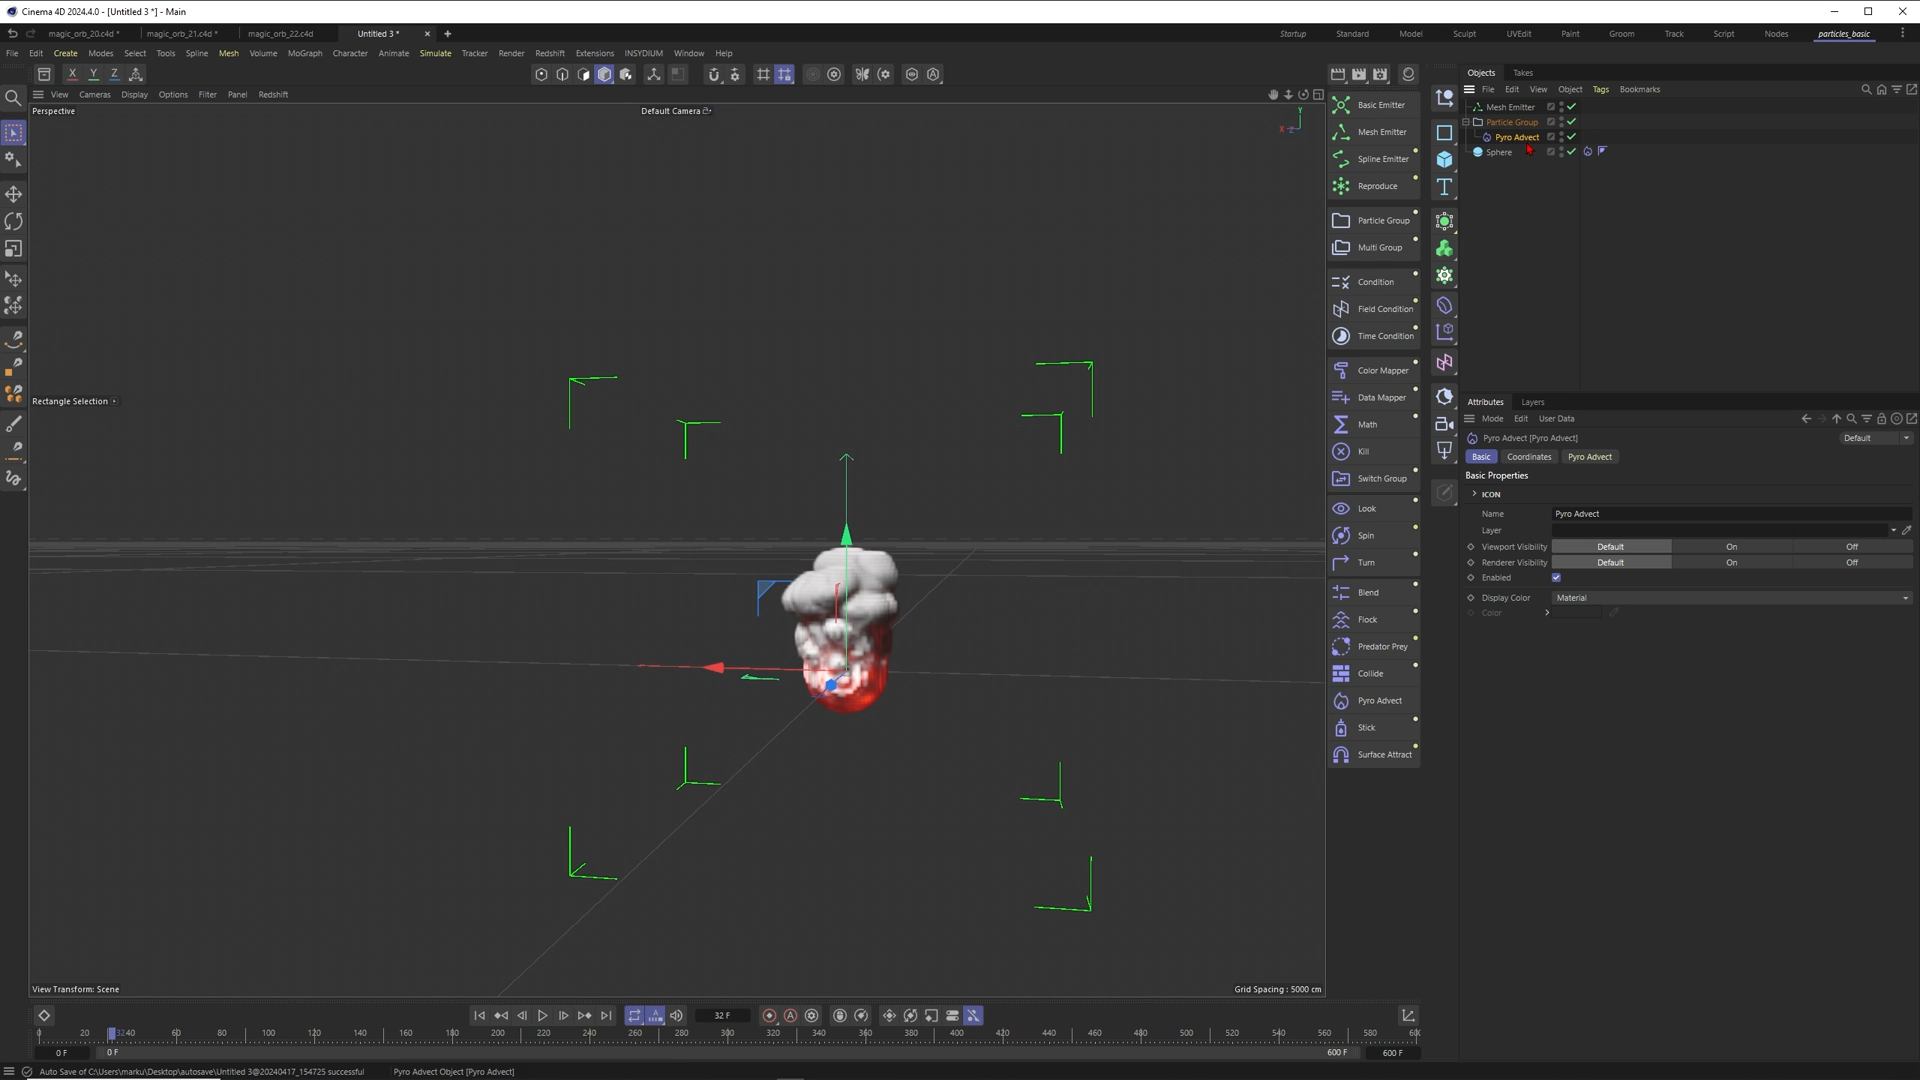 Cinema 4D 2024.4.0 - [Untitled 3 *] - Main
magic_orb_20.c4d * magic_orb_21.c4d * magic_orb_22.c4d Untitled 3 * Startup Standard Model Sculpt UVEdit Paint Groom Track Script Nodes particles_basic
File Edit Create Modes Select Tools Spline Mesh Volume MoGraph Character Animate Simulate Tracker Render Redshift Extensions INSYDIUM Window Help
X Y Z
View Cameras Display Options Filter Panel Redshift
Perspective
Default Camera
Y
X Z
Rectangle Selection
View Transform: Scene
Grid Spacing : 5000 cm
Basic Emitter
Mesh Emitter
Spline Emitter
Reproduce
Particle Group
Multi Group
Condition
Field Condition
Time Condition
Color Mapper
Data Mapper
Math
Kill
Switch Group
Look
Spin
Turn
Blend
Flock
Predator Prey
Collide
Pyro Advect
Stick
Surface Attract
Objects Takes
File Edit View Object Tags Bookmarks
Mesh Emitter
Particle Group
Pyro Advect
Sphere
Attributes Layers
Mode Edit User Data
Pyro Advect [Pyro Advect] Default
Basic Coordinates Pyro Advect
Basic Properties
ICON
Name Pyro Advect
Layer
Viewport Visibility Default On Off
Renderer Visibility Default On Off
Enabled
Display Color Material
Color
32 F
0 20 3240 60 80 100 120 140 160 180 200 220 240 260 280 300 320 340 360 380 400 420 440 460 480 500 520 540 560 580 60
0 F 0 F 600 F 600 F
Auto Save of C:\Users\marku\Desktop\autosave\Untitled 3@20240417_154725 successful Pyro Advect Object [Pyro Advect]